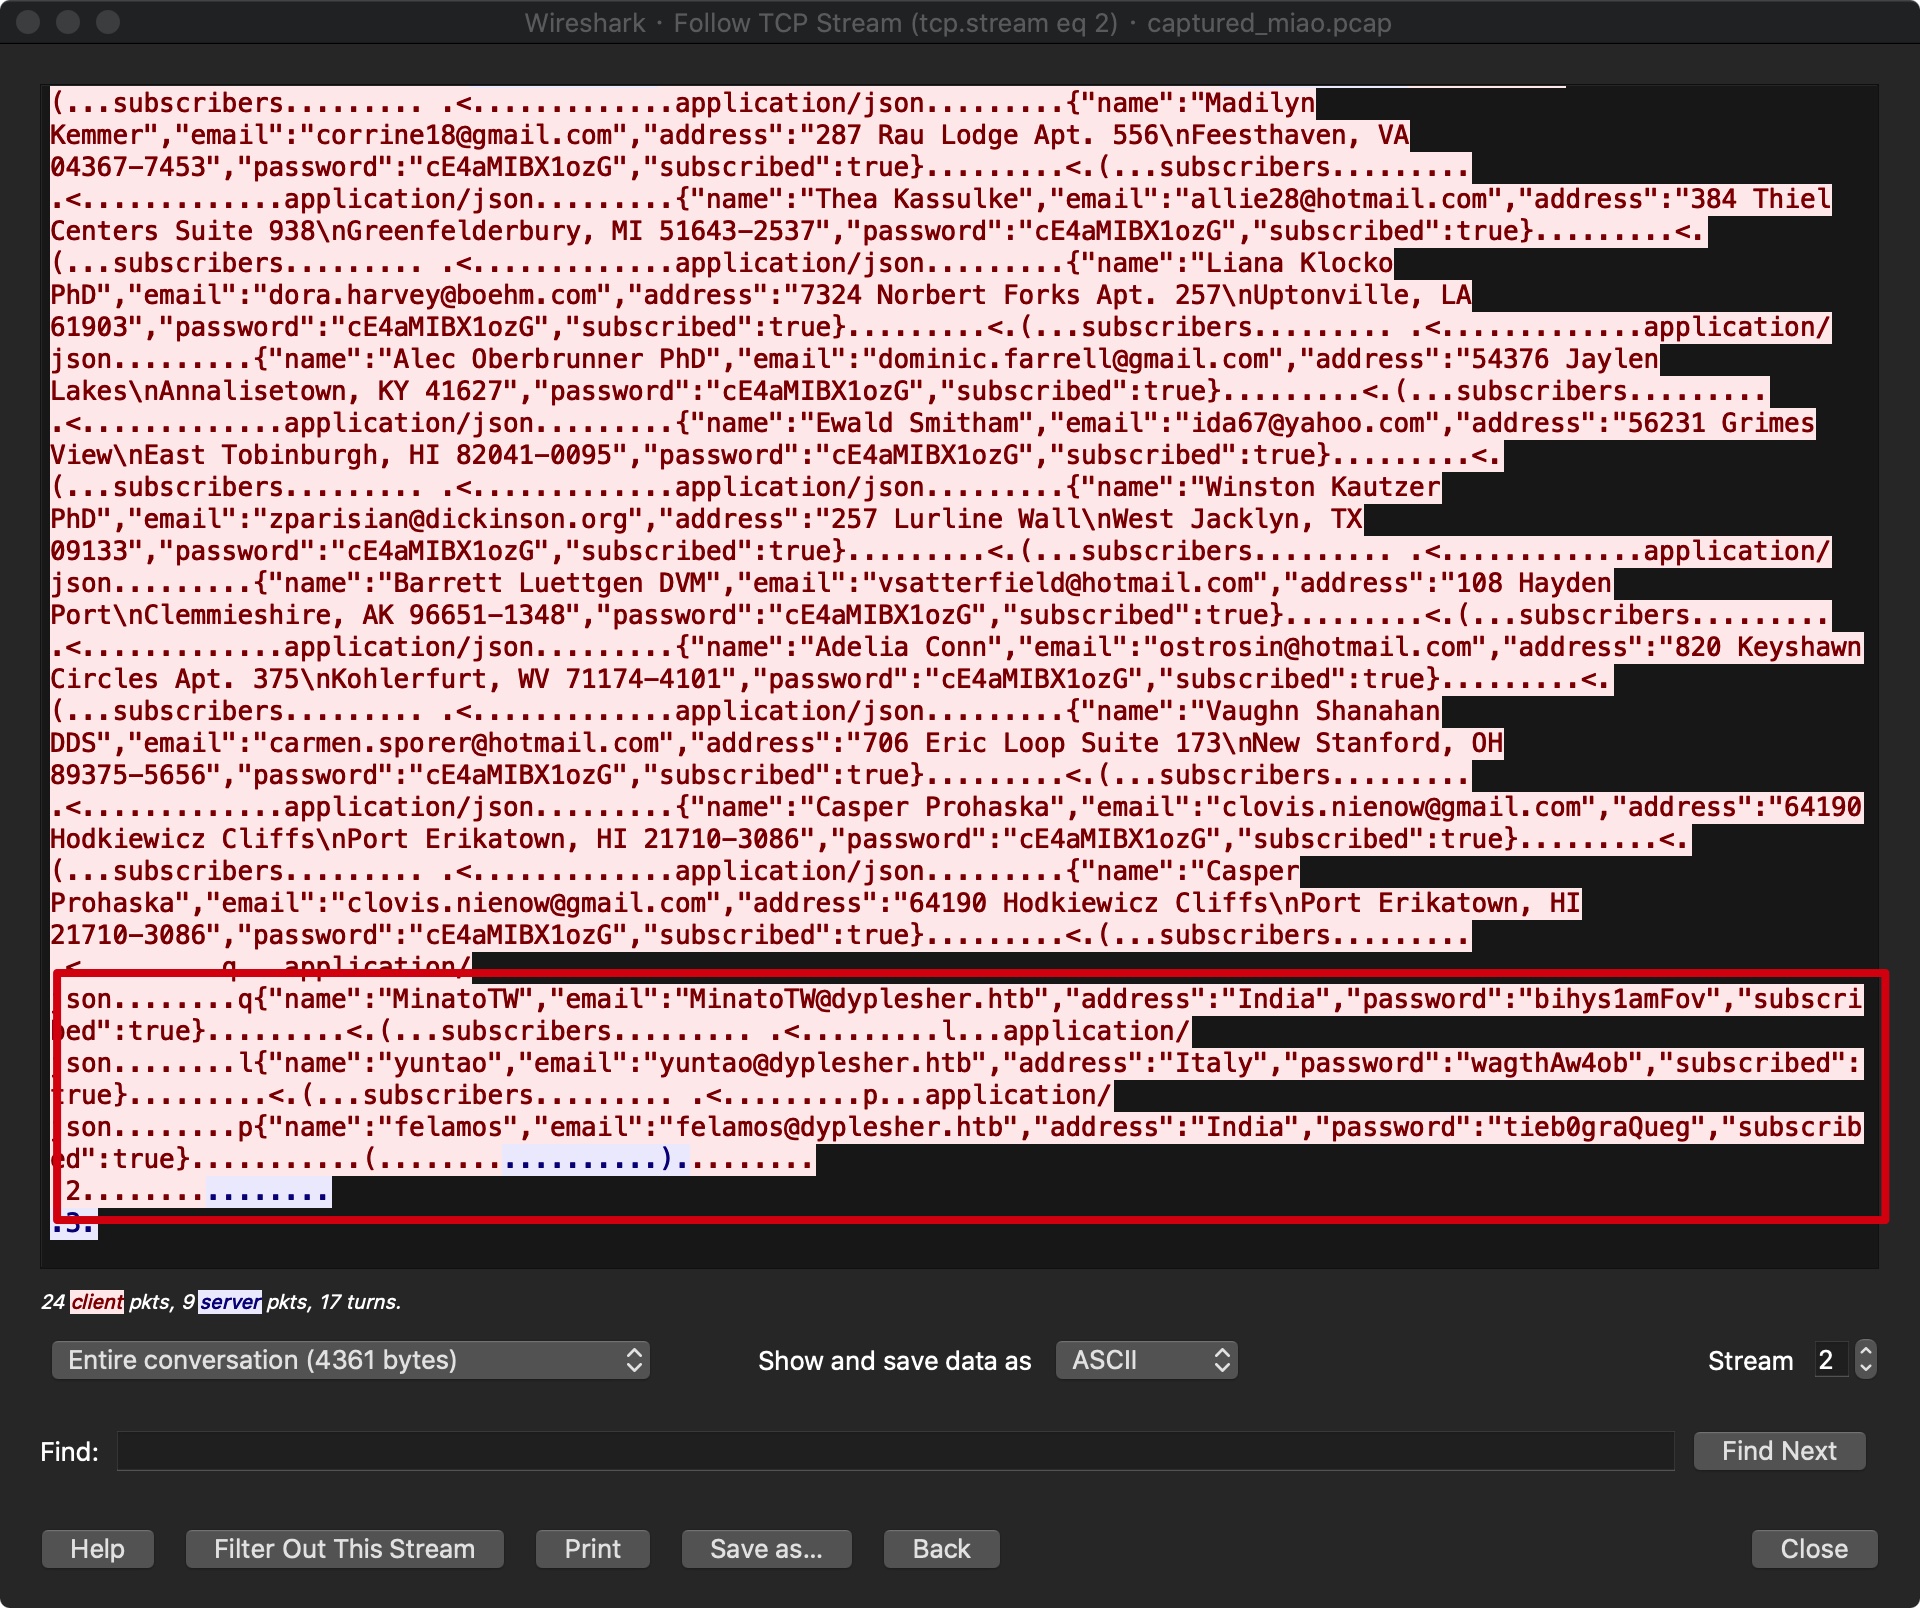 Wireshark · Follow TCP Stream (tcp.stream eq 2) · captured_miao.pcap
(...subscribers......... .<.............application/json.........{"name":"Madilyn
Kemmer","email":"corrine18@gmail.com","address":"287 Rau Lodge Apt. 556\nFeesthaven, VA
04367-7453","password":"cE4aMIBX1ozG","subscribed":true}.........<.(...subscribers.........
.<.............application/json.........{"name":"Thea Kassulke","email":"allie28@hotmail.com","address":"384 Thiel
Centers Suite 938\nGreenfelderbury, MI 51643-2537","password":"cE4aMIBX1ozG","subscribed":true}.........<.
(...subscribers......... .<.............application/json.........{"name":"Liana Klocko
PhD","email":"dora.harvey@boehm.com","address":"7324 Norbert Forks Apt. 257\nUptonville, LA
61903","password":"cE4aMIBX1ozG","subscribed":true}.........<.(...subscribers......... .<.............application/
json.........{"name":"Alec Oberbrunner PhD","email":"dominic.farrell@gmail.com","address":"54376 Jaylen
Lakes\nAnnalisetown, KY 41627","password":"cE4aMIBX1ozG","subscribed":true}.........<.(...subscribers.........
.<.............application/json.........{"name":"Ewald Smitham","email":"ida67@yahoo.com","address":"56231 Grimes
View\nEast Tobinburgh, HI 82041-0095","password":"cE4aMIBX1ozG","subscribed":true}.........<.
(...subscribers......... .<.............application/json.........{"name":"Winston Kautzer
PhD","email":"zparisian@dickinson.org","address":"257 Lurline Wall\nWest Jacklyn, TX
09133","password":"cE4aMIBX1ozG","subscribed":true}.........<.(...subscribers......... .<.............application/
json.........{"name":"Barrett Luettgen DVM","email":"vsatterfield@hotmail.com","address":"108 Hayden
Port\nClemmieshire, AK 96651-1348","password":"cE4aMIBX1ozG","subscribed":true}.........<.(...subscribers.........
.<.............application/json.........{"name":"Adelia Conn","email":"ostrosin@hotmail.com","address":"820 Keyshawn
Circles Apt. 375\nKohlerfurt, WV 71174-4101","password":"cE4aMIBX1ozG","subscribed":true}.........<.
(...subscribers......... .<.............application/json.........{"name":"Vaughn Shanahan
DDS","email":"carmen.sporer@hotmail.com","address":"706 Eric Loop Suite 173\nNew Stanford, OH
89375-5656","password":"cE4aMIBX1ozG","subscribed":true}.........<.(...subscribers.........
.<.............application/json.........{"name":"Casper Prohaska","email":"clovis.nienow@gmail.com","address":"64190
Hodkiewicz Cliffs\nPort Erikatown, HI 21710-3086","password":"cE4aMIBX1ozG","subscribed":true}.........<.
(...subscribers......... .<.............application/json.........{"name":"Casper
Prohaska","email":"clovis.nienow@gmail.com","address":"64190 Hodkiewicz Cliffs\nPort Erikatown, HI
21710-3086","password":"cE4aMIBX1ozG","subscribed":true}.........<.(...subscribers.........
.<.........q...application/
son........q{"name":"MinatoTW","email":"MinatoTW@dyplesher.htb","address":"India","password":"bihys1amFov","subscri
bed":true}.........<.(...subscribers......... .<.........l...application/
son........l{"name":"yuntao","email":"yuntao@dyplesher.htb","address":"Italy","password":"wagthAw4ob","subscribed":
true}.........<.(...subscribers......... .<.........p...application/
son........p{"name":"felamos","email":"felamos@dyplesher.htb","address":"India","password":"tieb0graQueg","subscrib
ed":true}...........(..................).........
2................
.3.
24 client pkts, 9 server pkts, 17 turns.
Entire conversation (4361 bytes) Show and save data as ASCII Stream 2
Find: Find Next
Help Filter Out This Stream Print Save as... Back Close